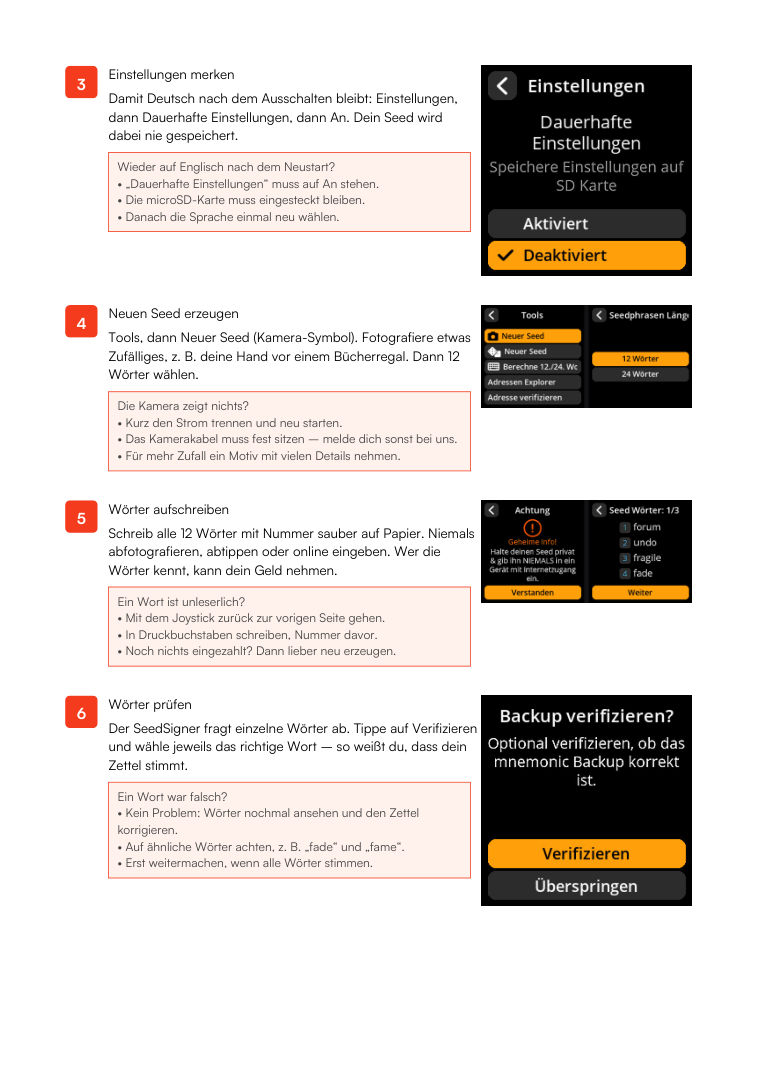 3
Einstellungen merken
Damit Deutsch nach dem Ausschalten bleibt: Einstellungen,
dann Dauerhafte Einstellungen, dann An. Dein Seed wird
dabei nie gespeichert.
Wieder auf Englisch nach dem Neustart?
• „Dauerhafte Einstellungen“ muss auf An stehen.
• Die microSD-Karte muss eingesteckt bleiben.
• Danach die Sprache einmal neu wählen.
Einstellungen
Dauerhafte
Einstellungen
Speichere Einstellungen auf
SD Karte
Aktiviert
Deaktiviert
4
Neuen Seed erzeugen
Tools, dann Neuer Seed (Kamera-Symbol). Fotografiere etwas
Zufälliges, z. B. deine Hand vor einem Bücherregal. Dann 12
Wörter wählen.
Die Kamera zeigt nichts?
• Kurz den Strom trennen und neu starten.
• Das Kamerakabel muss fest sitzen – melde dich sonst bei uns.
• Für mehr Zufall ein Motiv mit vielen Details nehmen.
Tools
Neuer Seed
Neuer Seed
Berechne 12./24. Wc
Adressen Explorer
Adresse verifizieren
Seedphrasen Läng
12 Wörter
24 Wörter
5
Wörter aufschreiben
Schreib alle 12 Wörter mit Nummer sauber auf Papier. Niemals
abfotografieren, abtippen oder online eingeben. Wer die
Wörter kennt, kann dein Geld nehmen.
Ein Wort ist unleserlich?
• Mit dem Joystick zurück zur vorigen Seite gehen.
• In Druckbuchstaben schreiben, Nummer davor.
• Noch nichts eingezahlt? Dann lieber neu erzeugen.
Achtung
Geheime Info!
Halte deinen Seed privat
& gib ihn NIEMALS in ein
Gerät mit Internetzugang
ein.
Verstanden
Seed Wörter: 1/3
1 forum
2 undo
3 fragile
4 fade
Weiter
6
Wörter prüfen
Der SeedSigner fragt einzelne Wörter ab. Tippe auf Verifizieren
und wähle jeweils das richtige Wort – so weißt du, dass dein
Zettel stimmt.
Ein Wort war falsch?
• Kein Problem: Wörter nochmal ansehen und den Zettel
korrigieren.
• Auf ähnliche Wörter achten, z. B. „fade“ und „fame“.
• Erst weitermachen, wenn alle Wörter stimmen.
Backup verifizieren?
Optional verifizieren, ob das
mnemonic Backup korrekt
ist.
Verifizieren
Überspringen